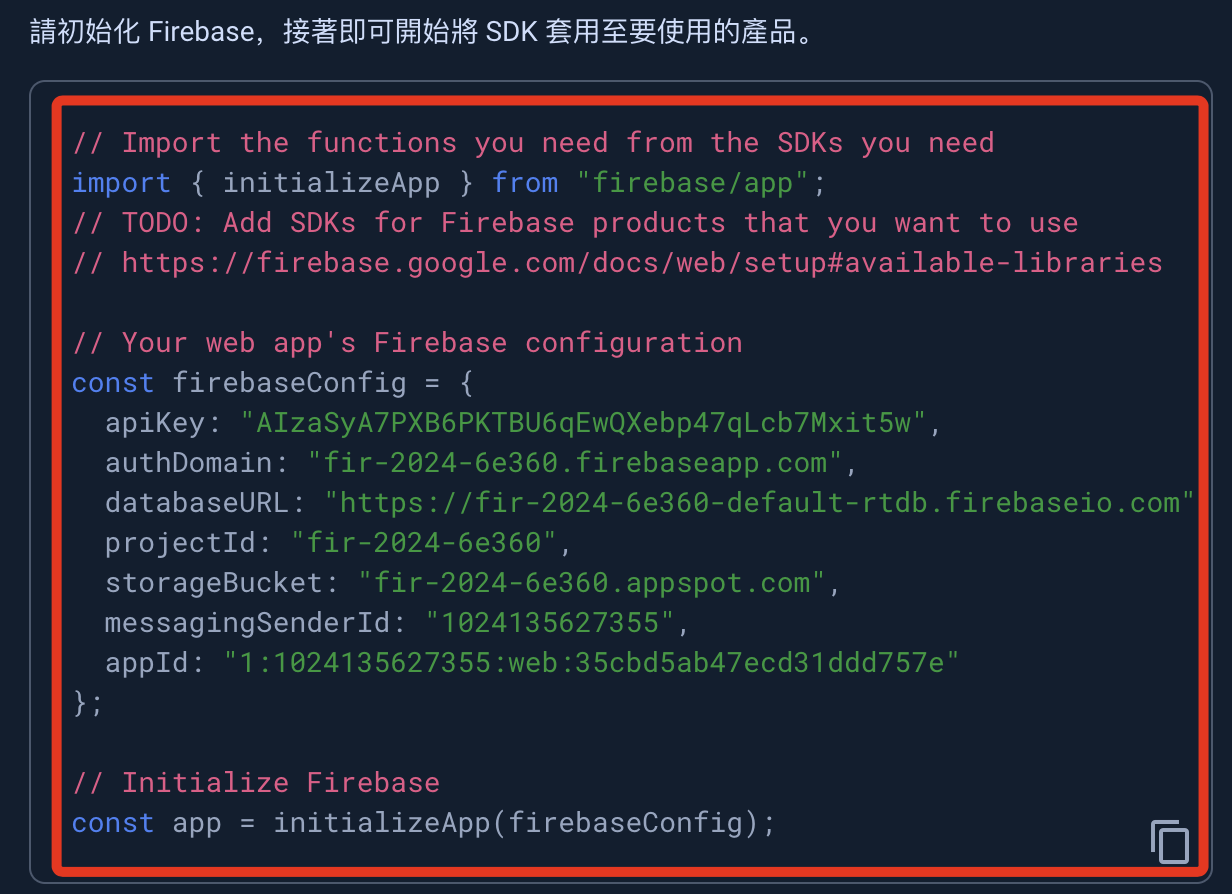 請初始化 Firebase，接著即可開始將 SDK 套用至要使用的產品。
// Import the functions you need from the SDKs you need
import { initializeApp } from "firebase/app";
// TODO: Add SDKs for Firebase products that you want to use
// https://firebase.google.com/docs/web/setup#available-libraries
// Your web app's Firebase configuration
const firebaseConfig = {
  apiKey: "AIzaSyA7PXB6PKTBU6qEwQXebp47qLcb7Mxit5w",
  authDomain: "fir-2024-6e360.firebaseapp.com",
  databaseURL: "https://fir-2024-6e360-default-rtdb.firebaseio.com"
  projectId: "fir-2024-6e360",
  storageBucket: "fir-2024-6e360.appspot.com",
  messagingSenderId: "1024135627355",
  appId: "1:1024135627355:web:35cbd5ab47ecd31ddd757e"
};
// Initialize Firebase
const app = initializeApp(firebaseConfig);